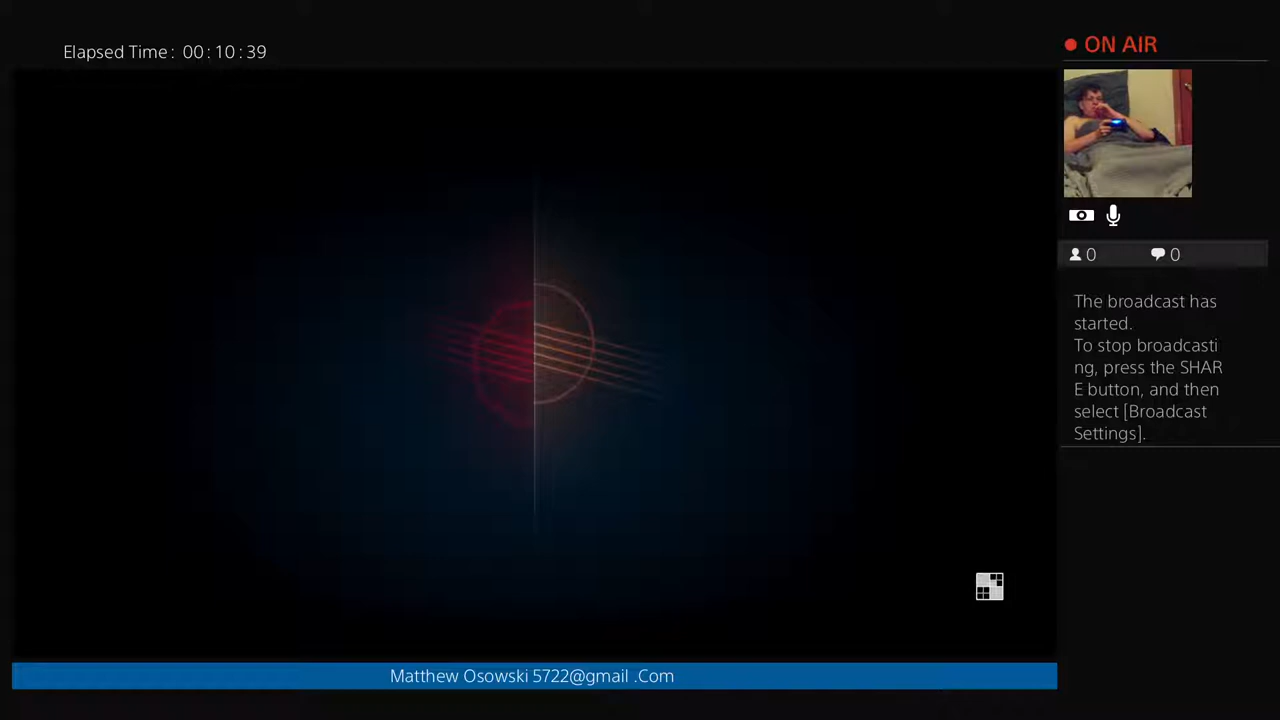 Elapsed Time: 00:10:39
ON AIR
0
0
The broadcast has
started.
To stop broadcasti
ng, press the SHAR
E button, and then
select [Broadcast
Settings].
Matthew Osowski 5722@gmail .Com